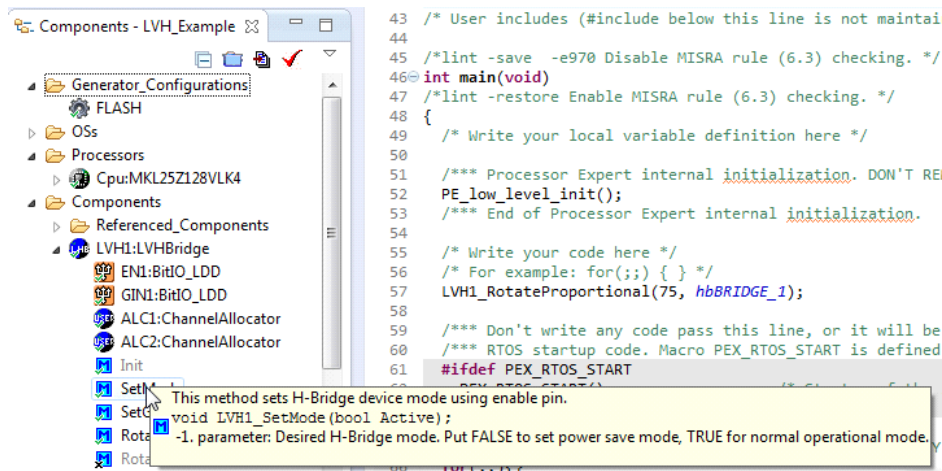 Components - LVH_Example
Generator_Configurations
FLASH
OSs
Processors
Cpu:MKL25Z128VLK4
Components
Referenced_Components
LVH1:LVHBridge
EN1:BitIO_LDD
GIN1:BitIO_LDD
ALC1:ChannelAllocator
ALC2:ChannelAllocator
Init
43 /* User includes (#include below this line is not maintai
44
45 /*lint -save -e970 Disable MISRA rule (6.3) checking. */
46 int main(void)
47 /*lint -restore Enable MISRA rule (6.3) checking. */
48 {
49 /* Write your local variable definition here */
50
51 /*** Processor Expert internal initialization. DON'T RE
52 PE_low_level_init();
53 /*** End of Processor Expert internal initialization.
54
55 /* Write your code here */
56 /* For example: for(;;) { } */
57 LVH1_RotateProportional(75, hbBRIDGE_1);
58
59 /*** Don't write any code pass this line, or it will be
60 /*** RTOS startup code. Macro PEX_RTOS_START is defined
61 #ifdef PEX_RTOS_START
This method sets H-Bridge device mode using enable pin.
void LVH1_SetMode(bool Active);
-1. parameter: Desired H-Bridge mode. Put FALSE to set power save mode, TRUE for normal operational mode.